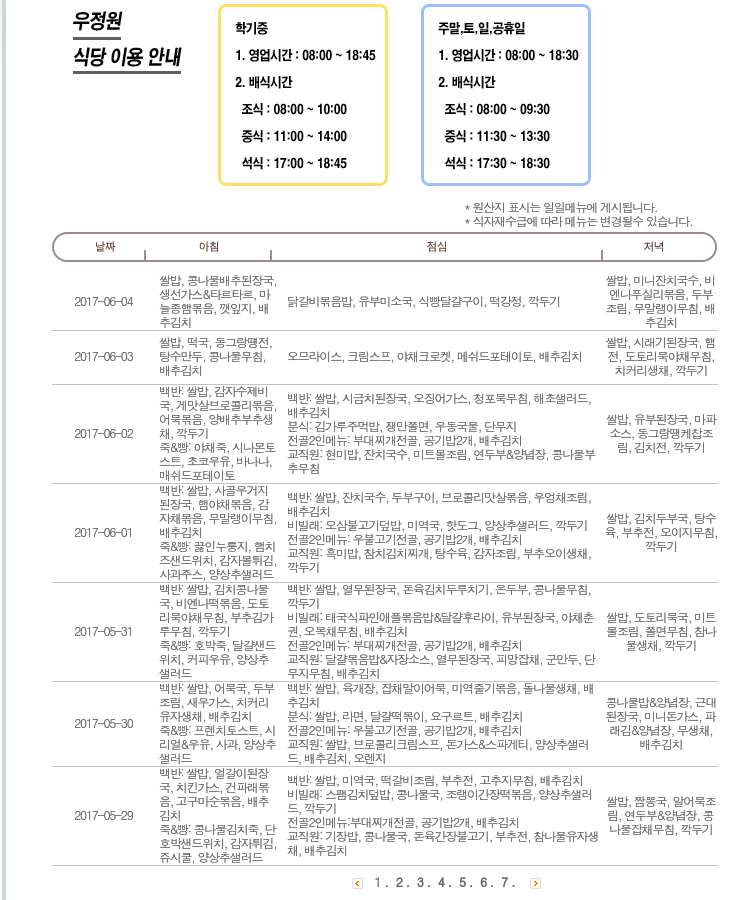 우정원
식당 이용 안내
학기중
1. 영업시간 : 08:00 ~ 18:45
2. 배식시간
조식 : 08:00 ~ 10:00
중식 : 11:00 ~ 14:00
석식 : 17:00 ~ 18:45
주말,토,일,공휴일
1. 영업시간 : 08:00 ~ 18:30
2. 배식시간
조식 : 08:00 ~ 09:30
중식 : 11:30 ~ 13:30
석식 : 17:30 ~ 18:30
* 원산지 표시는 일일메뉴에 게시됩니다.
* 식자재수급에 따라 메뉴는 변경될수 있습니다.
날짜 아침 점심 저녁
2017-06-04
쌀밥, 콩나물배추된장국,
생선가스&타르타르, 마
늘종햄볶음, 깻잎지, 배
추김치
닭갈비볶음밥, 유부미소국, 식빵달걀구이, 떡강정, 깍두기
쌀밥, 미니잔치국수, 비
엔나푸실리볶음, 두부
조림, 무말랭이무침, 배
추김치
2017-06-03
쌀밥, 떡국, 동그랑땡전,
탕수만두, 콩나물무침,
배추김치
오므라이스, 크림스프, 야채크로켓, 메쉬드포테이토, 배추김치
쌀밥, 시래기된장국, 햄
전, 도토리묵야채무침,
치커리생채, 깍두기
2017-06-02
백반: 쌀밥, 감자수제비
국, 게맛살브로콜리볶음,
어묵볶음, 양배추부추생
채, 깍두기
죽&빵: 야채죽, 시나몬토
스트, 초코우유, 바나나,
매쉬드포테이토
백반: 쌀밥, 시금치된장국, 오징어가스, 청포묵무침, 해초샐러드,
배추김치
분식: 김가루주먹밥, 쟁반쫄면, 우동국물, 단무지
전골2인메뉴: 부대찌개전골, 공기밥2개, 배추김치
교직원: 현미밥, 잔치국수, 미트볼조림, 연두부&양념장, 콩나물부
추무침
쌀밥, 유부된장국, 마파
소스, 동그랑땡케찹조
림, 김치전, 깍두기
2017-06-01
백반: 쌀밥, 사골우거지
된장국, 햄야채볶음, 감
자채볶음, 무말랭이무침,
배추김치
죽&빵: 끓인누룽지, 햄치
즈샌드위치, 감자몰튀김,
사과주스, 양상추샐러드
백반: 쌀밥, 잔치국수, 두부구이, 브로콜리맛살볶음, 우엉채조림,
배추김치
비빌래: 오삼불고기덮밥, 미역국, 핫도그, 양상추샐러드, 깍두기
전골2인메뉴: 우불고기전골, 공기밥2개, 배추김치
교직원: 흑미밥, 참치김치찌개, 탕수육, 감자조림, 부추오이생채,
깍두기
쌀밥, 김치두부국, 탕수
육, 부추전, 오이지무침,
깍두기
2017-05-31
백반: 쌀밥, 김치콩나물
국, 비엔나떡볶음, 도토
리묵야채무침, 부추김가
루무침, 깍두기
죽&빵: 호박죽, 달걀샌드
위치, 커피우유, 양상추
샐러드
백반: 쌀밥, 열무된장국, 돈육김치두루치기, 온두부, 콩나물무침,
깍두기
비빌래: 태국식파인애플볶음밥&달걀후라이, 유부된장국, 야채춘
권, 오복채무침, 배추김치
전골2인메뉴: 부대찌개전골, 공기밥2개, 배추김치
교직원: 달걀볶음밥&자장소스, 열무된장국, 피망잡채, 군만두, 단
무지무침, 배추김치
쌀밥, 도토리묵국, 미트
볼조림, 쫄면무침, 참나
물생채, 깍두기
2017-05-30
백반: 쌀밥, 어묵국, 두부
조림, 새우가스, 치커리
유자생채, 배추김치
죽&빵: 프렌치토스트, 시
리얼&우유, 사과, 양상추
샐러드
백반: 쌀밥, 육개장, 잡채말이어묵, 미역줄기볶음, 돌나물생채, 배
추김치
분식: 쌀밥, 라면, 달걀떡볶이, 요구르트, 배추김치
전골2인메뉴: 우불고기전골, 공기밥2개, 배추김치
교직원: 쌀밥, 브로콜리크림스프, 돈가스&스파게티, 양상추샐러
드, 배추김치, 오렌지
콩나물밥&양념장, 근대
된장국, 미니돈가스, 파
래김&양념장, 무생채,
배추김치
2017-05-29
백반: 쌀밥, 얼갈이된장
국, 치킨가스, 건파래볶
음, 고구마순볶음, 배추
김치
죽&빵: 콩나물김치죽, 단
호박샌드위치, 감자튀김,
쥬시쿨, 양상추샐러드
백반: 쌀밥, 미역국, 떡갈비조림, 부추전, 고추지무침, 배추김치
비빌래: 스팸김치덮밥, 콩나물국, 조랭이간장떡볶음, 양상추샐러
드, 깍두기
전골2인메뉴:부대찌개전골, 공기밥2개, 배추김치
교직원: 기장밥, 콩나물국, 돈육간장불고기, 부추전, 참나물유자생
채, 배추김치
쌀밥, 짬뽕국, 알어묵조
림, 연두부&양념장, 콩
나물잡채무침, 깍두기
1 . 2 . 3 . 4 . 5 . 6 . 7 .